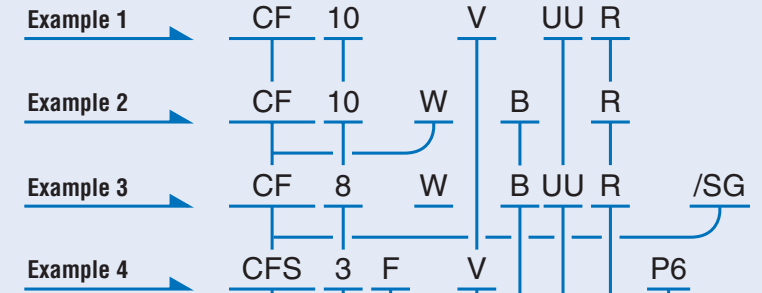 Example 1 CF 10 V UU R
Example 2 CF 10 W B R
Example 3 CF 8 W B UU R /SG
Example 4 CFS 3 F V P6